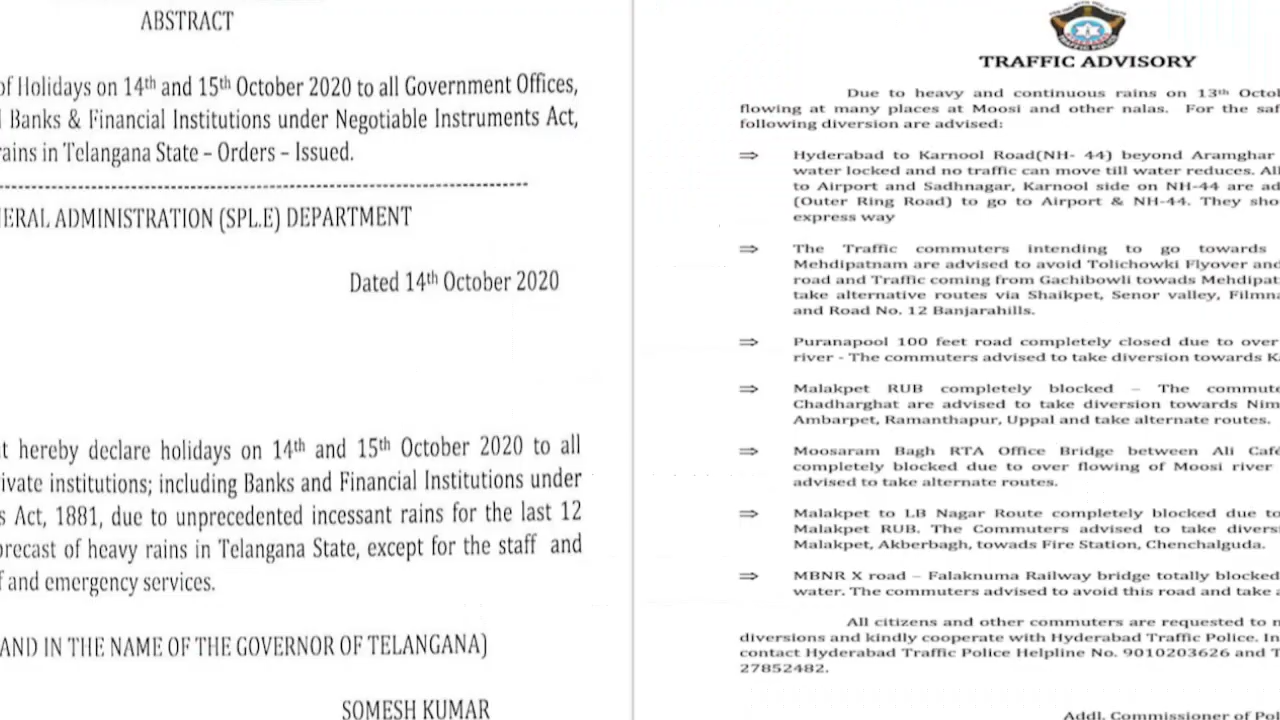 ABSTRACT
of Holidays on 14th and 15th October 2020 to all Government Offices,
Banks & Financial Institutions under Negotiable Instruments Act,
rains in Telangana State – Orders – Issued.
ERAL ADMINISTRATION (SPL.E) DEPARTMENT
Dated 14th October 2020
t hereby declare holidays on 14th and 15th October 2020 to all
ivate institutions; including Banks and Financial Institutions under
s Act, 1881, due to unprecedented incessant rains for the last 12
orecast of heavy rains in Telangana State, except for the staff and
f and emergency services.
AND IN THE NAME OF THE GOVERNOR OF TELANGANA)
SOMESH KUMAR
TRAFFIC ADVISORY
Due to heavy and continuous rains on 13th Octob
flowing at many places at Moosi and other nalas. For the saf
following diversion are advised:
⇒ Hyderabad to Karnool Road(NH- 44) beyond Aramghar
water locked and no traffic can move till water reduces. All
to Airport and Sadhnagar, Karnool side on NH-44 are ad
(Outer Ring Road) to go to Airport & NH-44. They sho
express way
⇒ The Traffic commuters intending to go towards
Mehdipatnam are advised to avoid Tolichowki Flyover and
road and Traffic coming from Gachibowli towads Mehdipat
take alternative routes via Shaikpet, Senor valley, Filmna
and Road No. 12 Banjarahills.
⇒ Puranapool 100 feet road completely closed due to over
river - The commuters advised to take diversion towards Ka
⇒ Malakpet RUB completely blocked – The commute
Chadharghat are advised to take diversion towards Nim
Ambarpet, Ramanthapur, Uppal and take alternate routes.
⇒ Moosaram Bagh RTA Office Bridge between Ali Café
completely blocked due to over flowing of Moosi river
advised to take alternate routes.
⇒ Malakpet to LB Nagar Route completely blocked due to
Malakpet RUB. The Commuters advised to take divers
Malakpet, Akberbagh, towads Fire Station, Chenchalguda.
⇒ MBNR X road – Falaknuma Railway bridge totally blocked
water. The commuters advised to avoid this road and take a
All citizens and other commuters are requested to n
diversions and kindly cooperate with Hyderabad Traffic Police. In
contact Hyderabad Traffic Police Helpline No. 9010203626 and T
27852482.
Addl. Commissioner of Pol